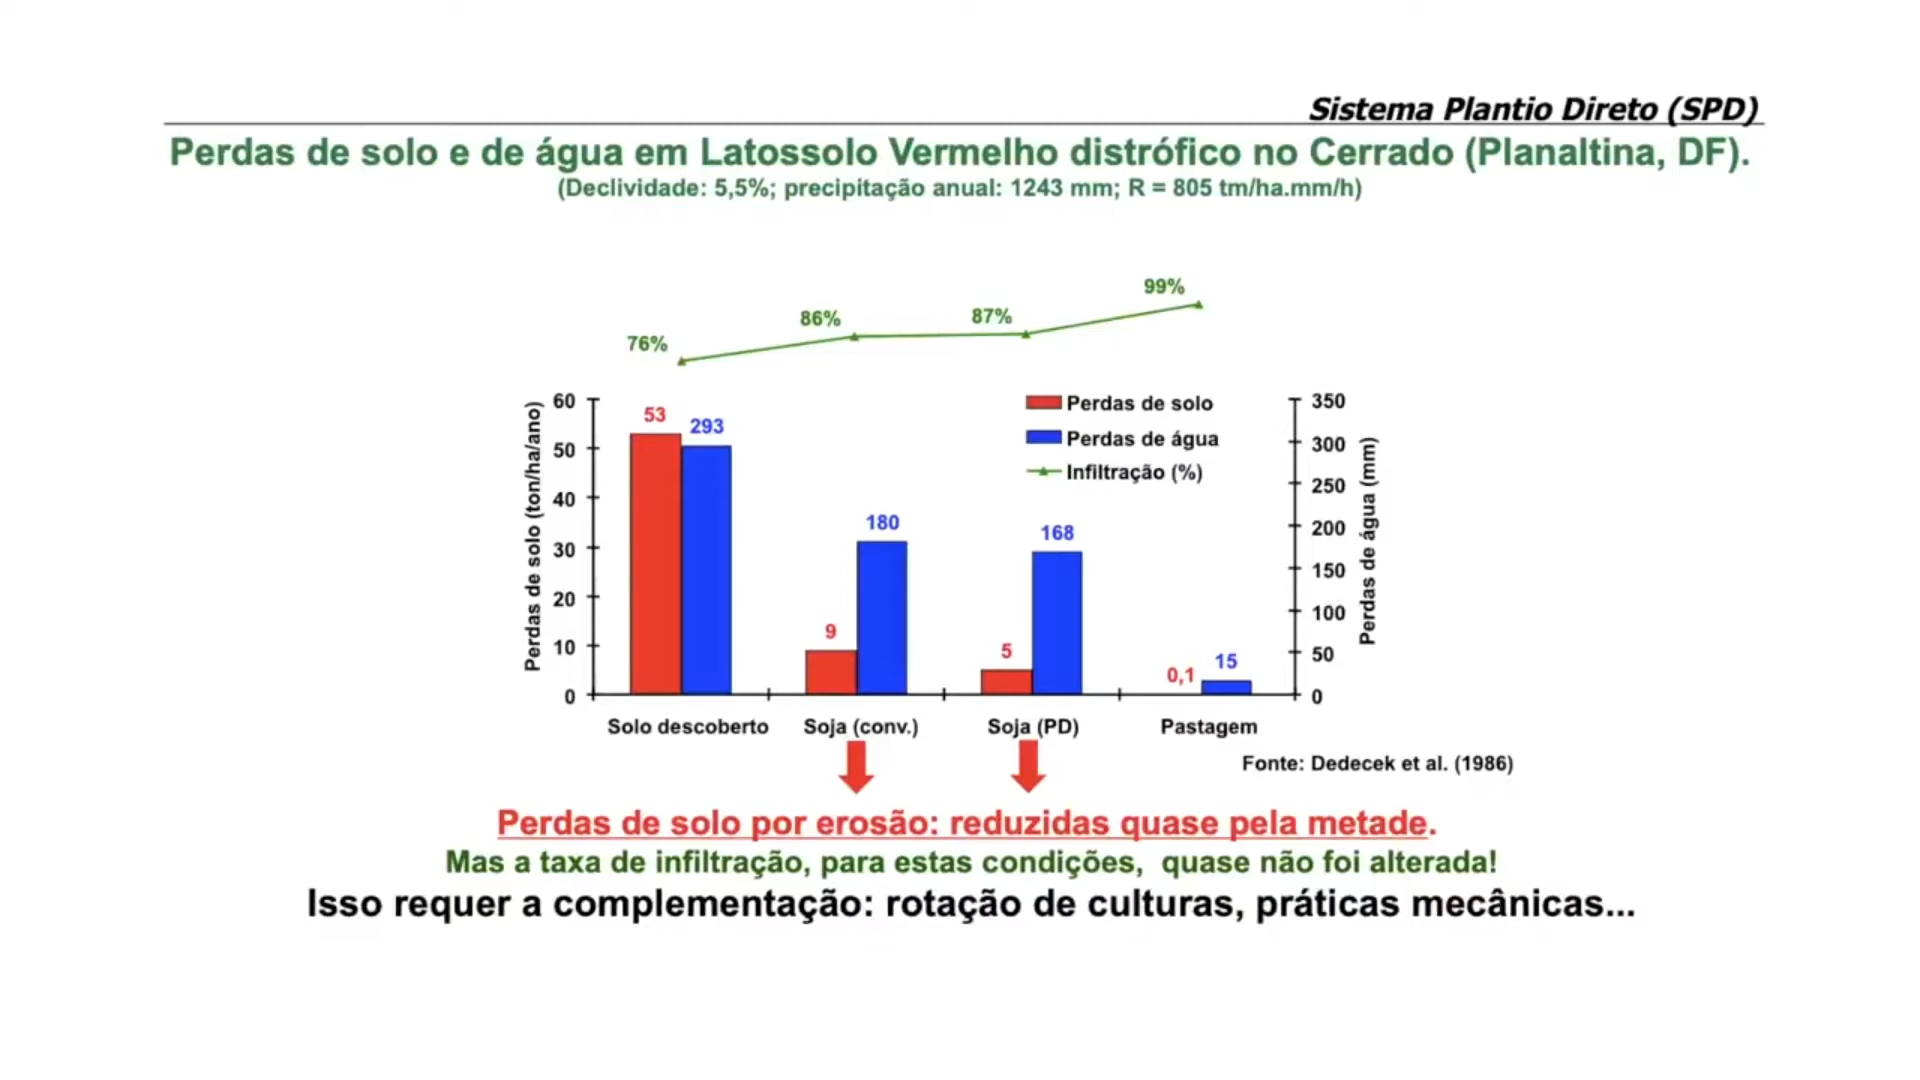 Sistema Plantio Direto (SPD)
Perdas de solo e de água em Latossolo Vermelho distrófico no Cerrado (Planaltina, DF).
(Declividade: 5,5%; precipitação anual: 1243 mm; R = 805 tm/ha.mm/h)
76%
86%
87%
99%
Perdas de solo (ton/ha/ano)
60
50
40
30
20
10
0
53
293
9
180
5
168
0,1
15
Perdas de solo
Perdas de água
Infiltração (%)
350
300
250
200
150
100
50
0
Perdas de água (mm)
Solo descoberto
Soja (conv.)
Soja (PD)
Pastagem
Fonte: Dedecek et al. (1986)
Perdas de solo por erosão: reduzidas quase pela metade.
Mas a taxa de infiltração, para estas condições, quase não foi alterada!
Isso requer a complementação: rotação de culturas, práticas mecânicas...